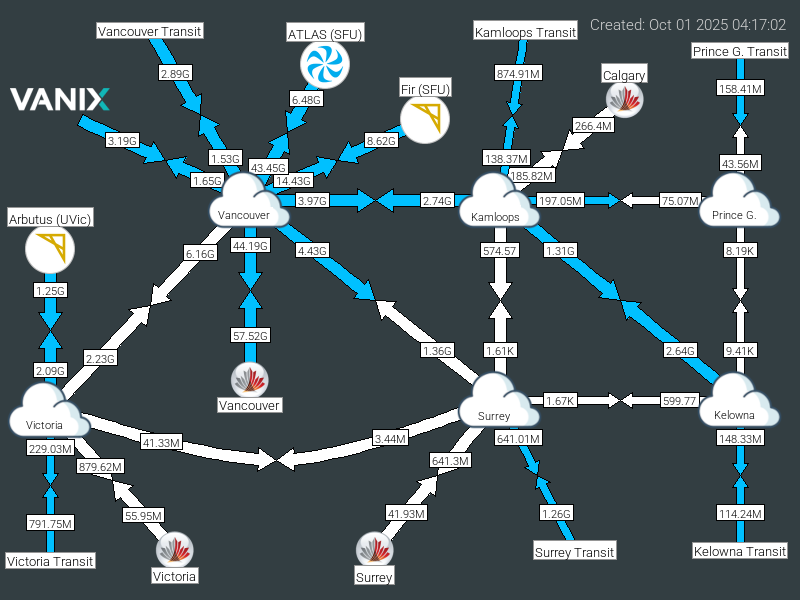 Created: Oct 01 2025 04:17:02
Vancouver Transit
ATLAS (SFU)
Kamloops Transit
Prince G. Transit
2.89G
874.91M
Calgary
158.41M
VANIX
6.48G
Fir (SFU)
266.4M
3.19G
8.62G
1.53G
43.45G
138.37M
43.56M
1.65G
14.43G
185.82M
3.97G
2.74G
197.05M
75.07M
Arbutus (UVic)
Vancouver
Kamloops
Prince G.
6.16G
44.19G
4.43G
574.57
1.31G
8.19K
1.25G
57.52G
2.23G
1.36G
1.61K
2.64G
9.41K
2.09G
Vancouver
1.67K
599.77
Victoria
Surrey
Kelowna
229.03M
41.33M
3.44M
641.01M
148.33M
879.62M
641.3M
791.75M
55.95M
41.93M
1.26G
114.24M
Victoria Transit
Victoria
Surrey
Surrey Transit
Kelowna Transit